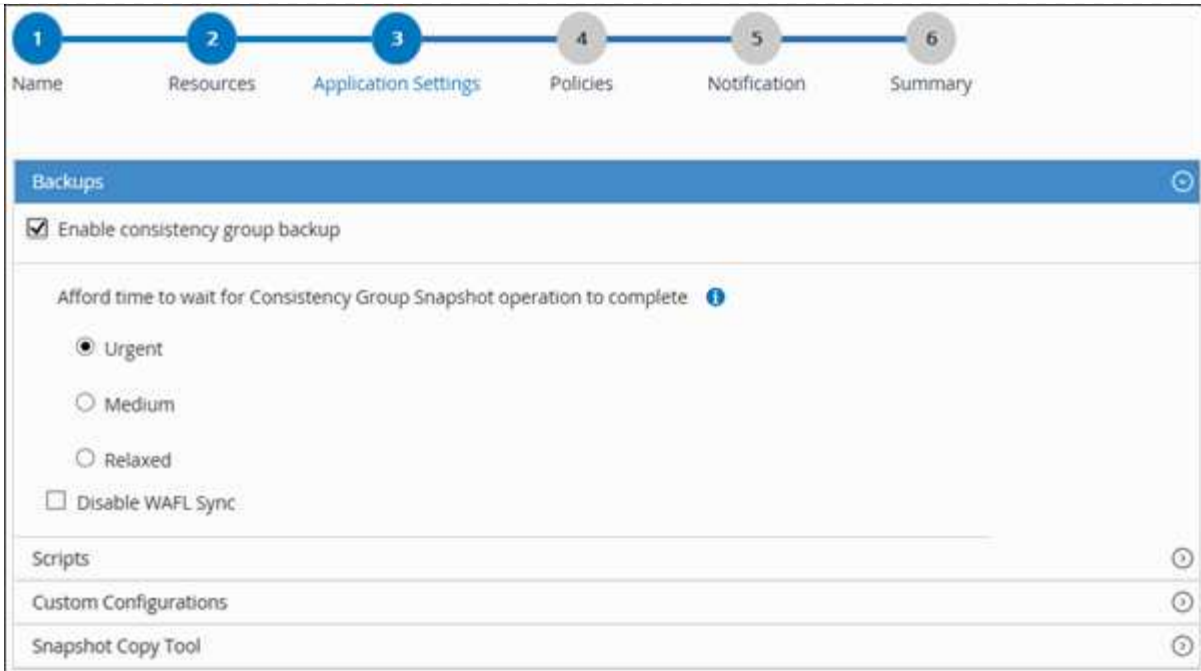 1 2 3 4 5 6
Name Resources Application Settings Policies Notification Summary
Backups
Enable consistency group backup
Afford time to wait for Consistency Group Snapshot operation to complete i
Urgent
Medium
Relaxed
Disable WAFL Sync
Scripts
Custom Configurations
Snapshot Copy Tool